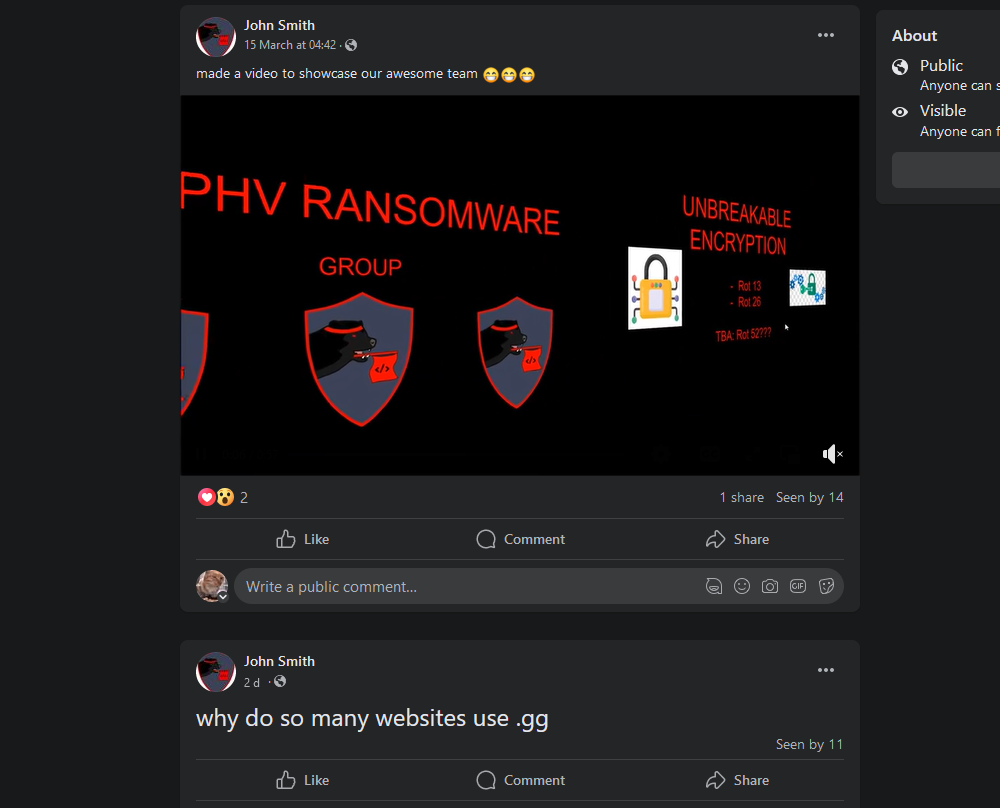 John Smith
15 March at 04:42 ·
made a video to showcase our awesome team 😁😁😁
PHV RANSOMWARE
GROUP
</>
</>
UNBREAKABLE
ENCRYPTION
- Rot 13
- Rot 26
TBA: Rot 52???
2
1 share Seen by 14
Like Comment Share
Write a public comment...
GIF
John Smith
2 d ·
why do so many websites use .gg
Seen by 11
Like Comment Share
About
Public
Anyone can s
Visible
Anyone can f